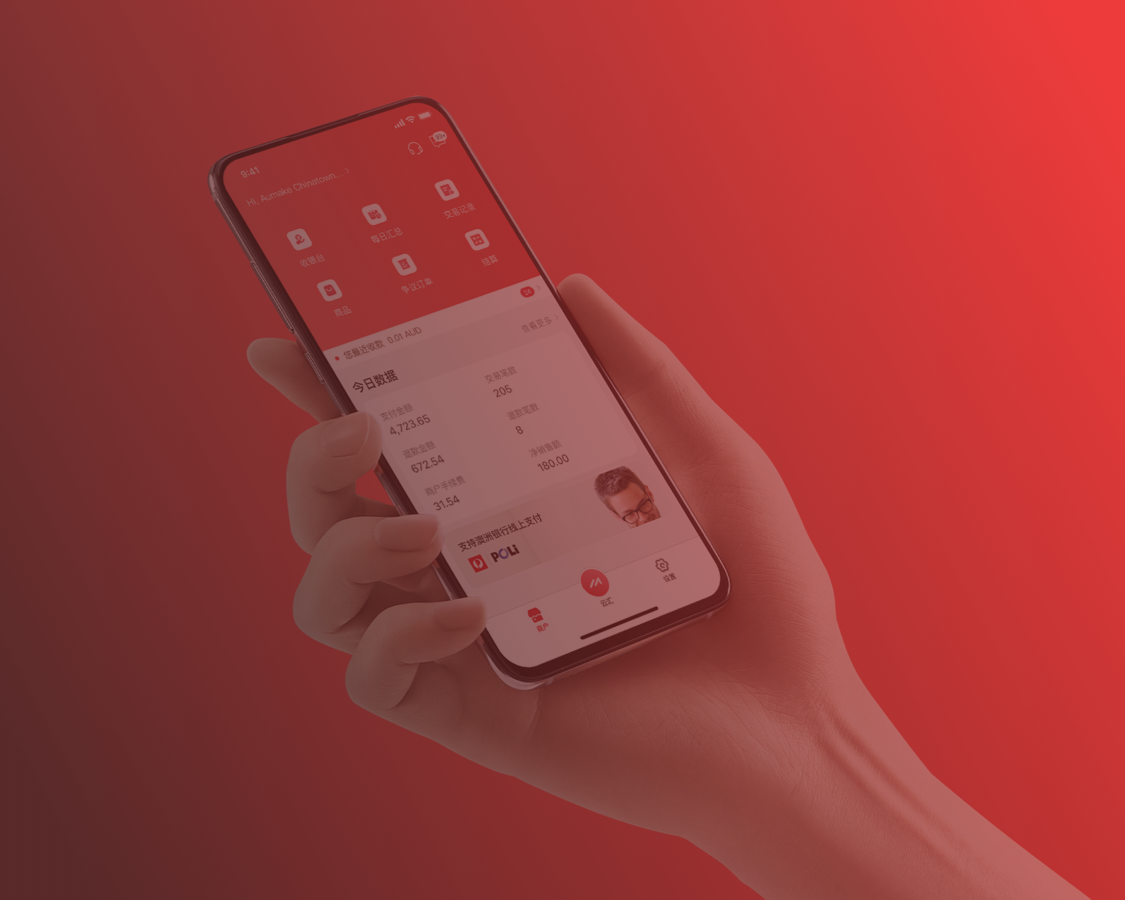 9:41
Hi, Aumake Chinatown... >
收银台
每日汇总
交易记录
商品
争议订单
结算
您最近收款 0.01 AUD
今日数据
查看更多 >
支付金额
4,723.65
交易笔数
205
退款金额
672.54
退款笔数
8
商户手续费
31.54
净销售额
180.00
支持澳洲银行线上支付
POLi
商户
云汇
设置